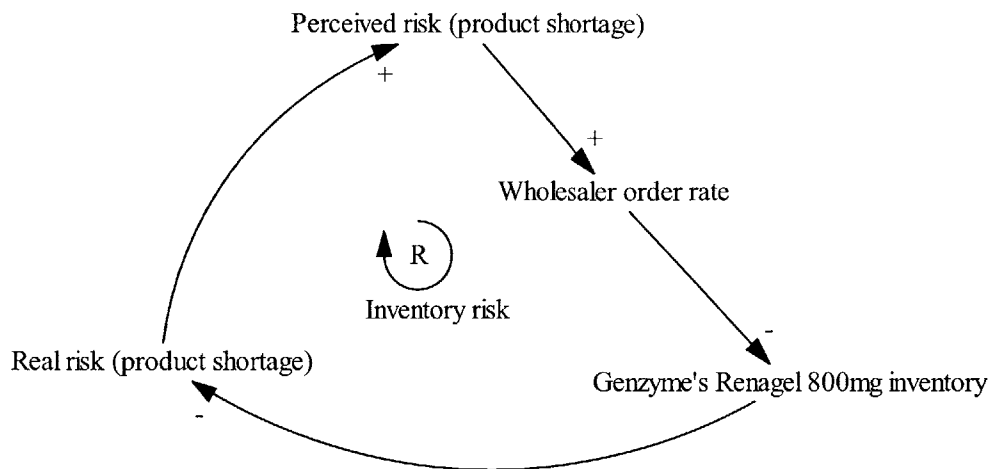 Perceived risk (product shortage)
+
+
Wholesaler order rate
R
Inventory risk
-
Real risk (product shortage)
Genzyme's Renagel 800mg inventory
-